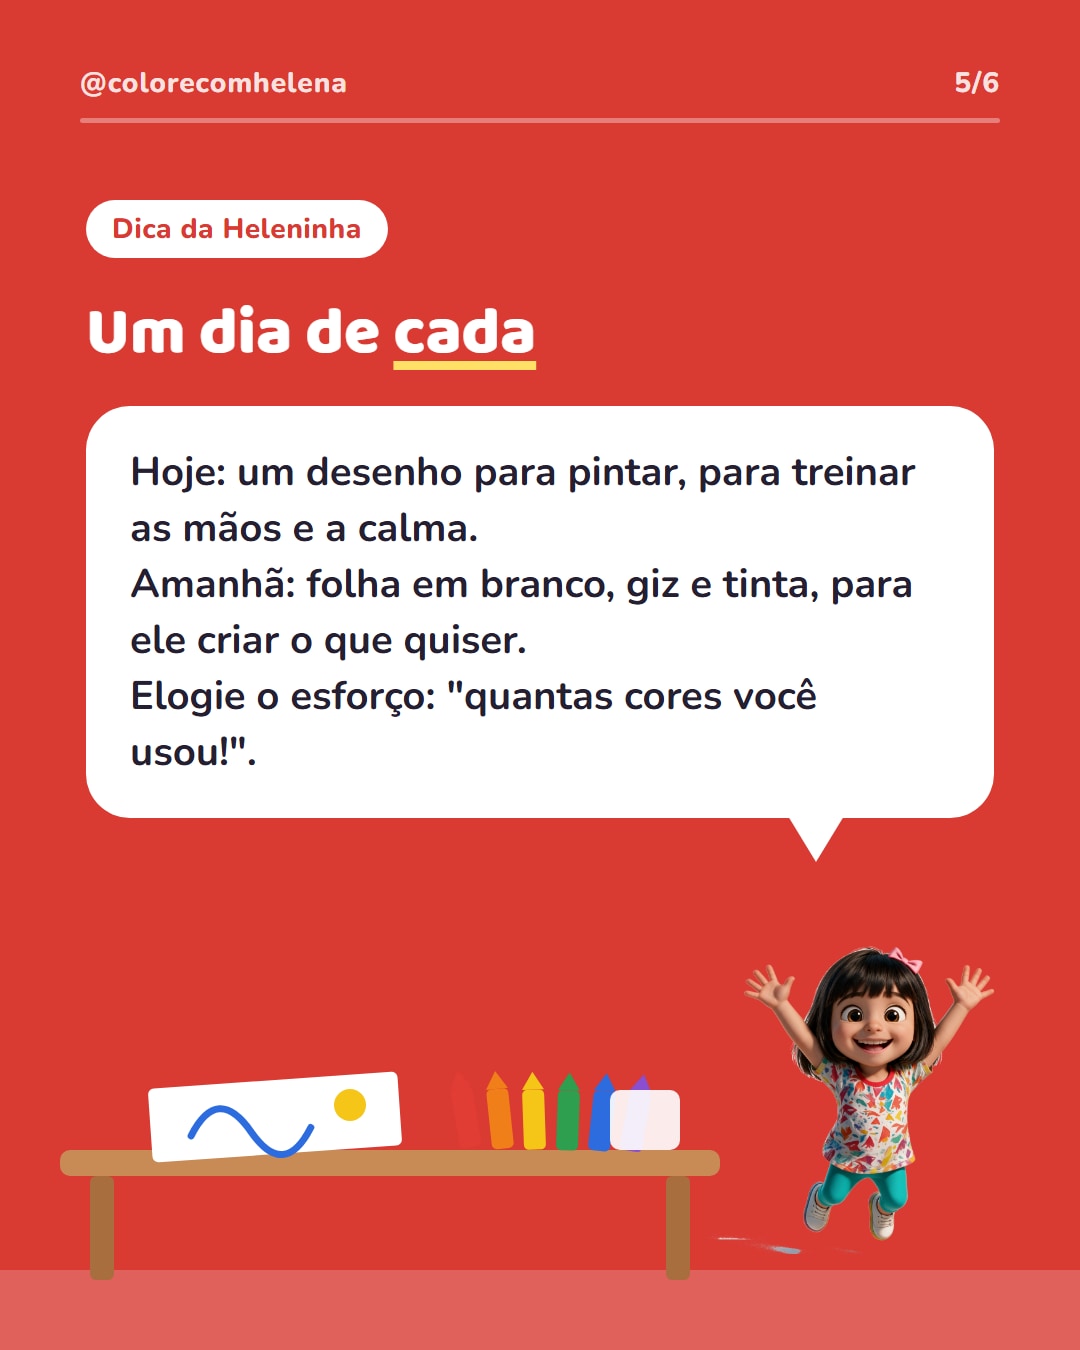 @colorecomhelena
5/6
Dica da Heleninha
Um dia de cada
Hoje: um desenho para pintar, para treinar
as mãos e a calma.
Amanhã: folha em branco, giz e tinta, para
ele criar o que quiser.
Elogie o esforço: "quantas cores você
usou!".